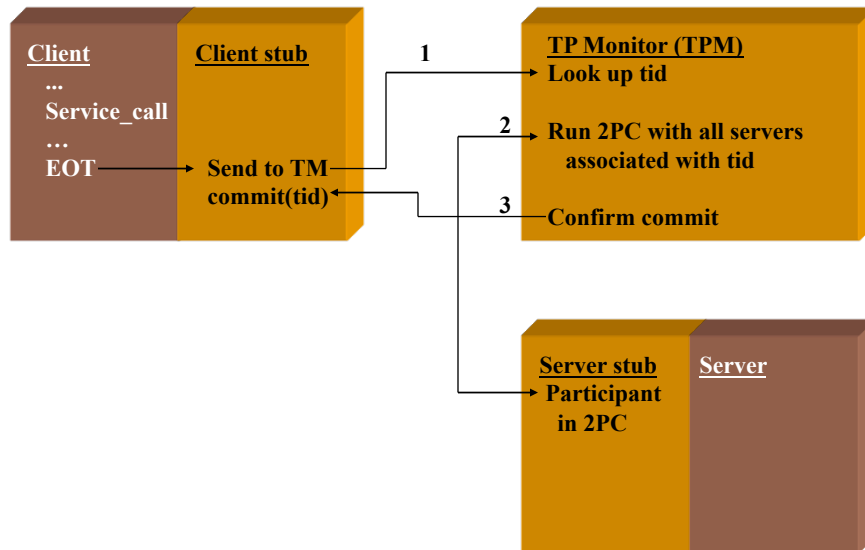 Client
...
Service_call
…
EOT
Client stub
Send to TM
commit(tid)
1
TP Monitor (TPM)
Look up tid
2
Run 2PC with all servers
associated with tid
3
Confirm commit
Server stub
Participant
in 2PC
Server